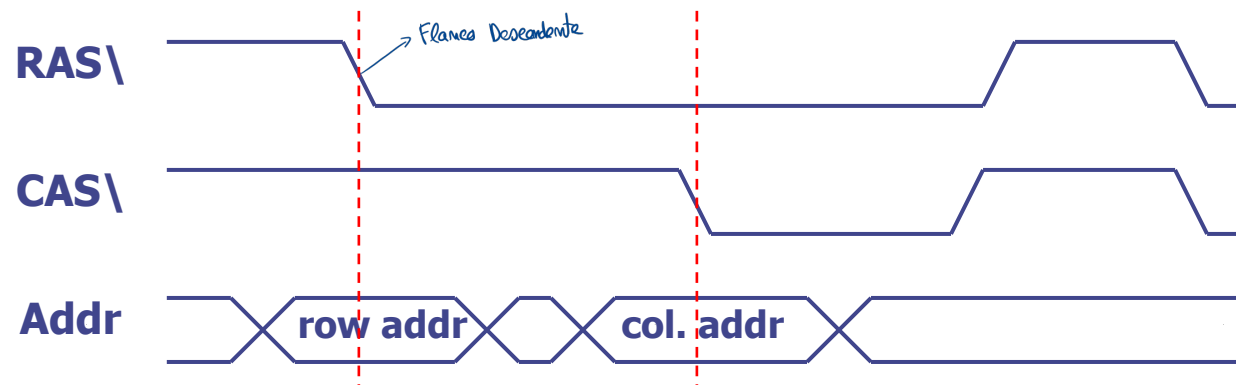 Flanco Descendente
RAS\
CAS\
Addr
row addr
col. addr